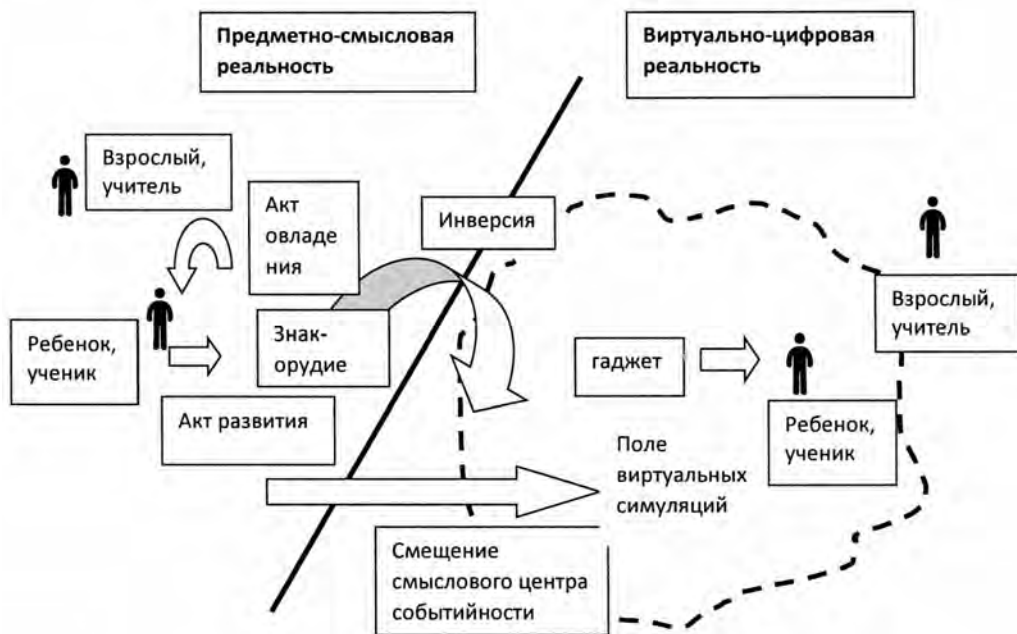 Предметно-смысловая
реальность
Виртуально-цифровая
реальность
Взрослый,
учитель
Акт
овладе
ния
Инверсия
Взрослый,
учитель
Ребенок,
ученик
Знак-
орудие
гаджет
Акт развития
Ребенок,
ученик
Поле
виртуальных
симуляций
Смещение
смыслового центра
событийности